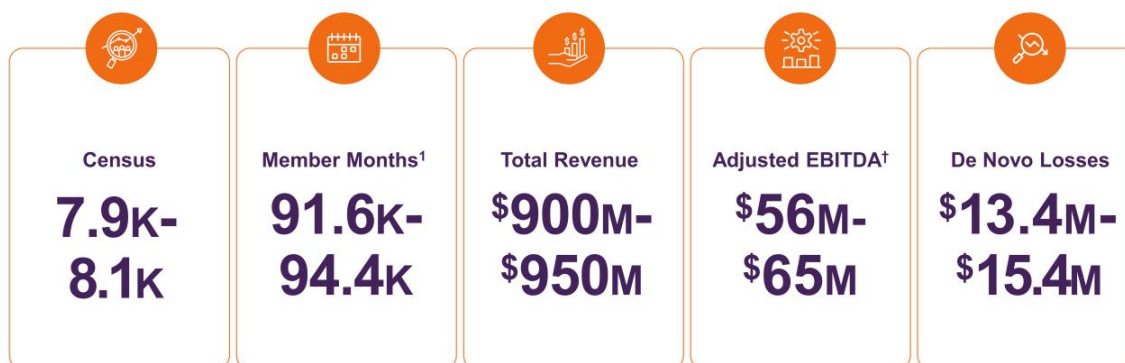 Census
7.9K-
8.1K
Member Months¹
91.6K-
94.4K
Total Revenue
$900M-
$950M
Adjusted EBITDA†
$56M-
$65M
De Novo Losses
$13.4M-
$15.4M